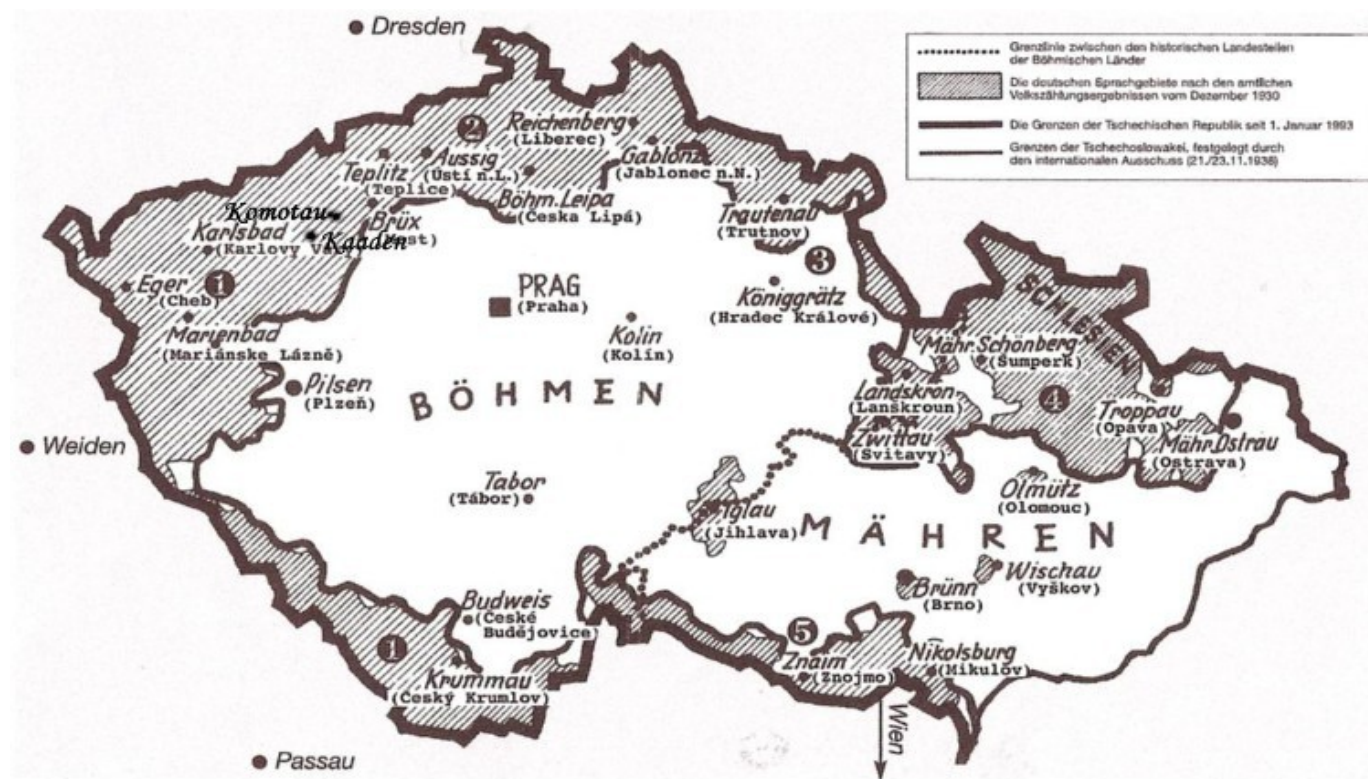 Dresden
Grenzlinie zwischen den historischen Landesteilen
der Böhmischen Länder
Die deutschen Sprachgebiete nach den amtlichen
Volkszählungsergebnissen vom Dezember 1930
Die Grenzen der Tschechischen Republik seit 1. Januar 1993
Grenzen der Tschechoslowakei, festgelegt durch
den internationalen Ausschuss (21./23.11.1938)
2
Reichenberg
(Liberec)
Aussig
(Ústí n.L.)
Gablonz
(Jablonec n.N.)
Teplitz
(Teplice)
Böhm. Leipa
(Česka Lipá)
Trautenau
(Trutnov)
Komotau
Brüx
Karlsbad
Kaaden
3
Eger
(Cheb)
1
PRAG
(Praha)
Königgrätz
(Hradec Králové)
SCHLESIEN
Marienbad
(Mariánske Lázně)
Kolin
(Kolín)
Mähr. Schönberg
(Šumperk)
Pilsen
(Plzeň)
BÖHMEN
Landskron
(Lanškroun)
4
Troppau
(Opava)
Weiden
Zwittau
(Svitavy)
Mähr. Ostrau
(Ostrava)
Tabor
(Tábor)
Olmütz
(Olomouc)
Iglau
(Jihlava)
MÄHREN
Wischau
(Vyškov)
Brünn
(Brno)
Budweis
(České
Budějovice)
1
5
Krummau
(Český Krumlov)
Znaim
(Znojmo)
Nikolsburg
(Mikulov)
Wien
Passau